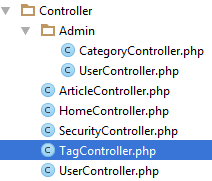 Controller
Admin
CategoryController.php
UserController.php
ArticleController.php
HomeController.php
SecurityController.php
TagController.php
UserController.php